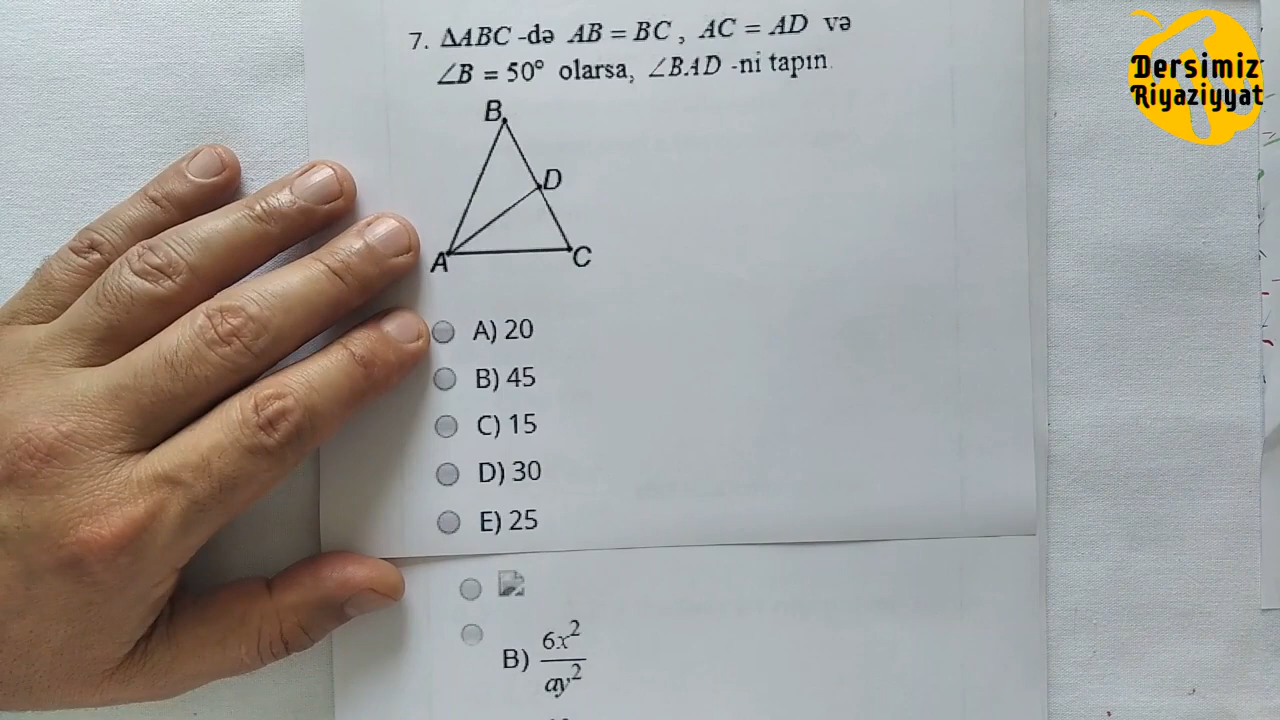 7. ΔABC -də AB = BC , AC = AD və
∠B = 50° olarsa, ∠BAD -ni tapın
B
D
A
C
A) 20
B) 45
C) 15
D) 30
E) 25
B) 6x²/ay²
Dersimiz
Riyaziyyat